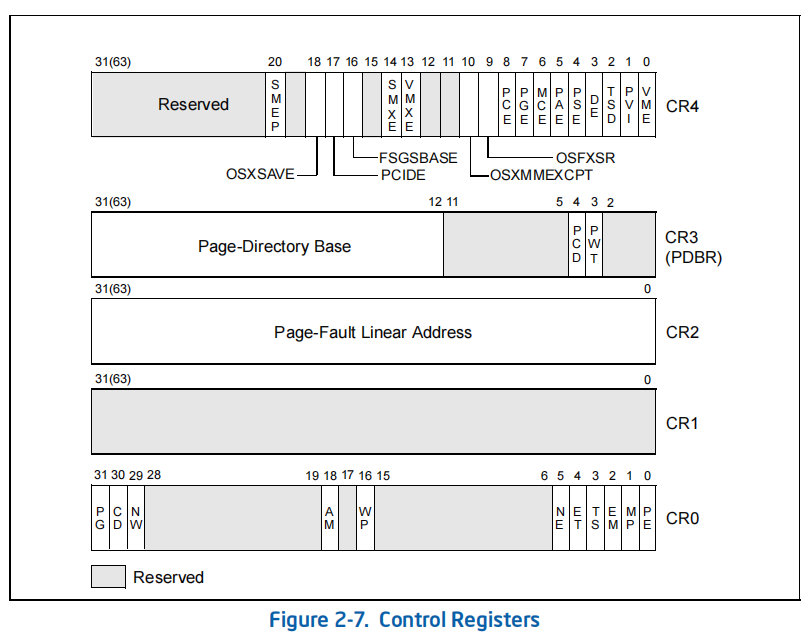 31(63) 20 18 17 16 15 14 13 12 11 10 9 8 7 6 5 4 3 2 1 0
Reserved SMEP SMXE VMXE PCE PGE MCE PAE PSE DE TSD PVI VME CR4
FSGSBASE OSFXSR
OSXSAVE PCIDE OSXMMEXCPT
31(63) 12 11 5 4 3 2
Page-Directory Base PCD PWT CR3
(PDBR)
31(63) 0
Page-Fault Linear Address CR2
31(63) 0
CR1
31 30 29 28 19 18 17 16 15 6 5 4 3 2 1 0
PG CD NW AM WP NE ET TS EM MP PE CR0
Reserved
Figure 2-7. Control Registers